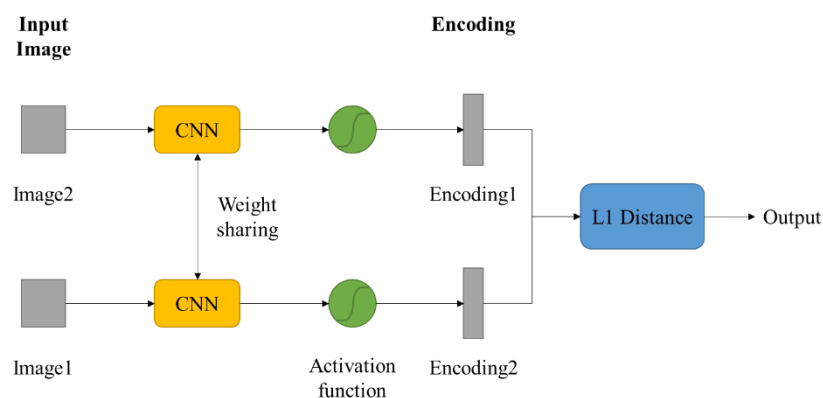 Input
Image
Encoding
CNN
Image2
Encoding1
Weight
sharing
L1 Distance
Output
CNN
Image1
Activation
function
Encoding2